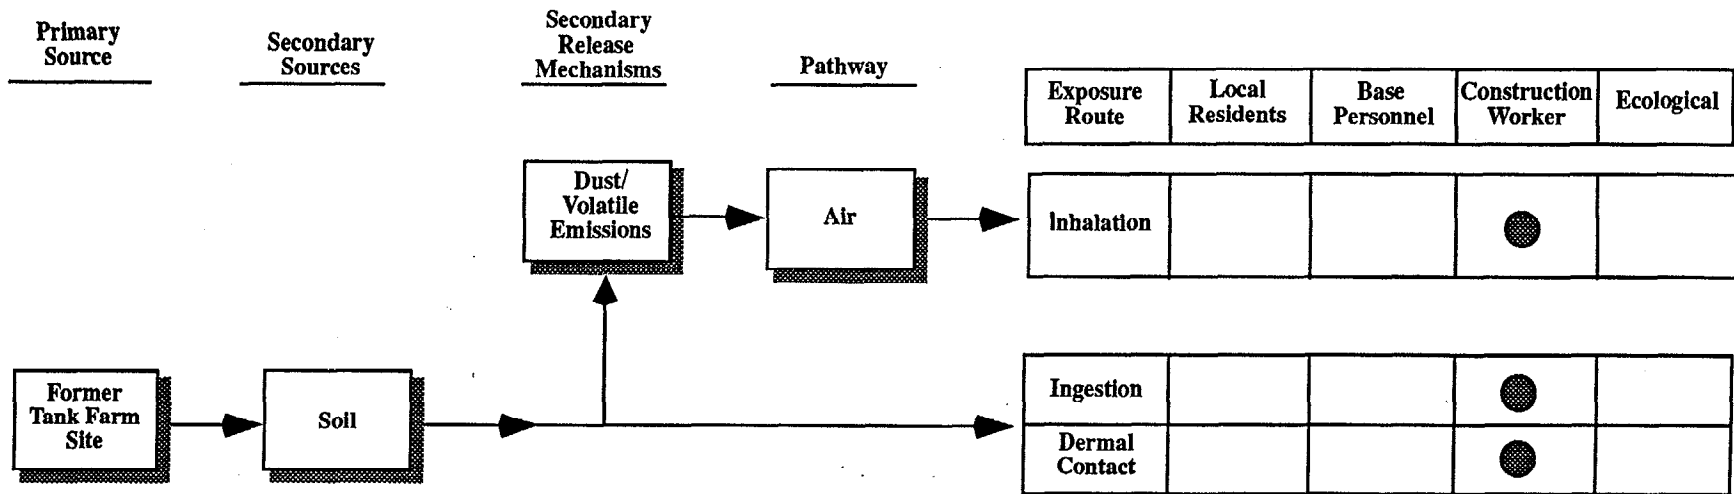 Primary
Source
Secondary
Sources
Secondary
Release
Mechanisms
Pathway
Exposure
Route
Local
Residents
Base
Personnel
Construction
Worker
Ecological
Dust/
Volatile
Emissions
Air
Inhalation
Former
Tank Farm
Site
Soil
Ingestion
Dermal
Contact